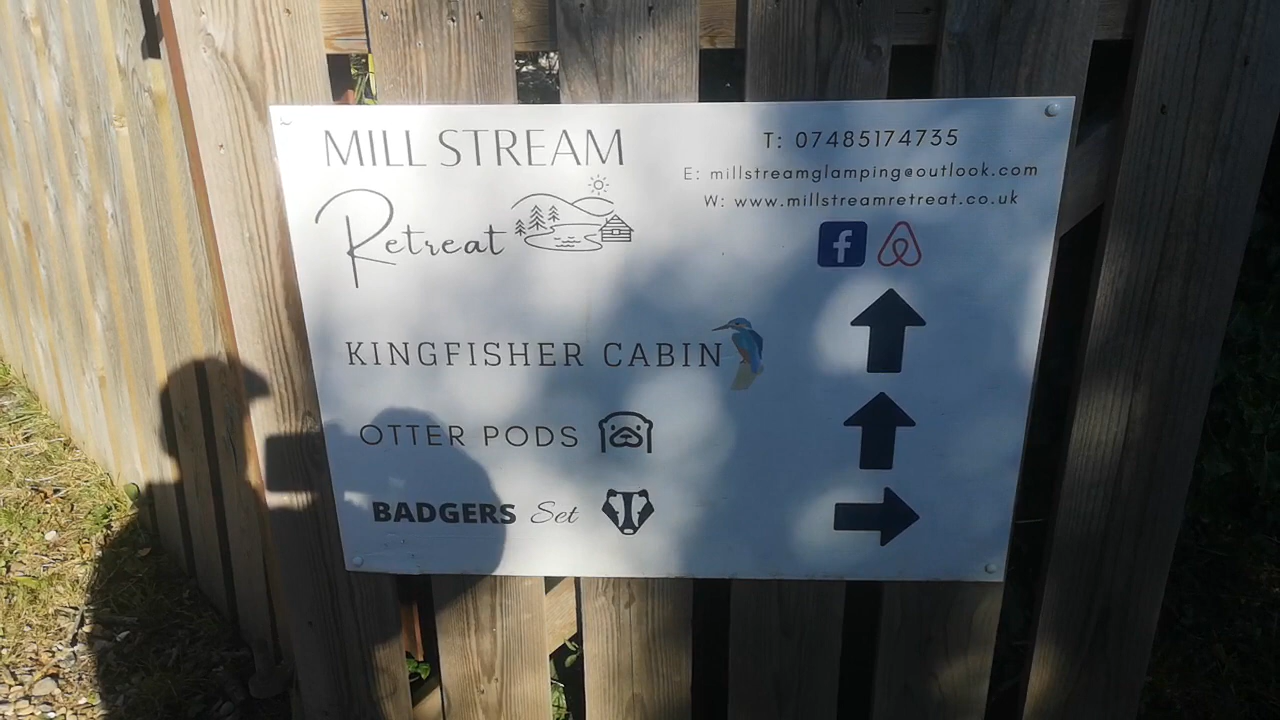 MILL STREAM
Retreat
T: 07485174735
E: millstreamglamping@outlook.com
W: www.millstreamretreat.co.uk
f
KINGFISHER CABIN
OTTER PODS
BADGERS Set